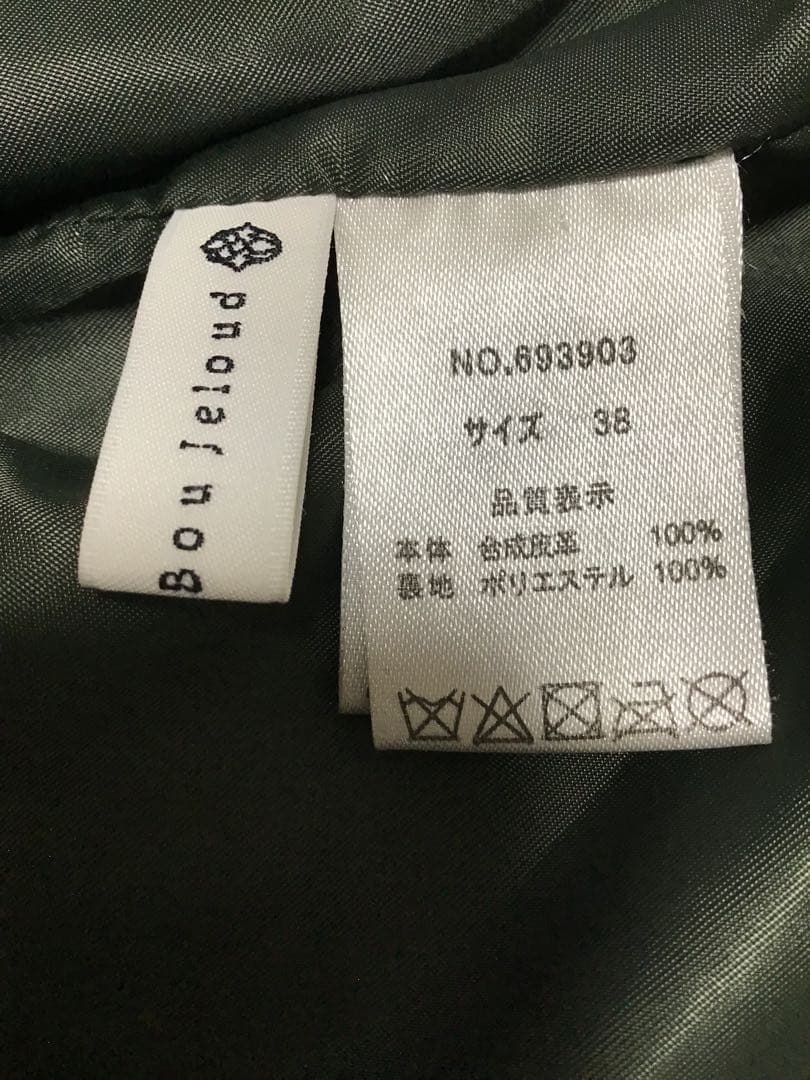 Bou Jeloud
NO.693903
サイズ 38
品質表示
本体 合成皮革 100%
裏地 ポリエステル 100%